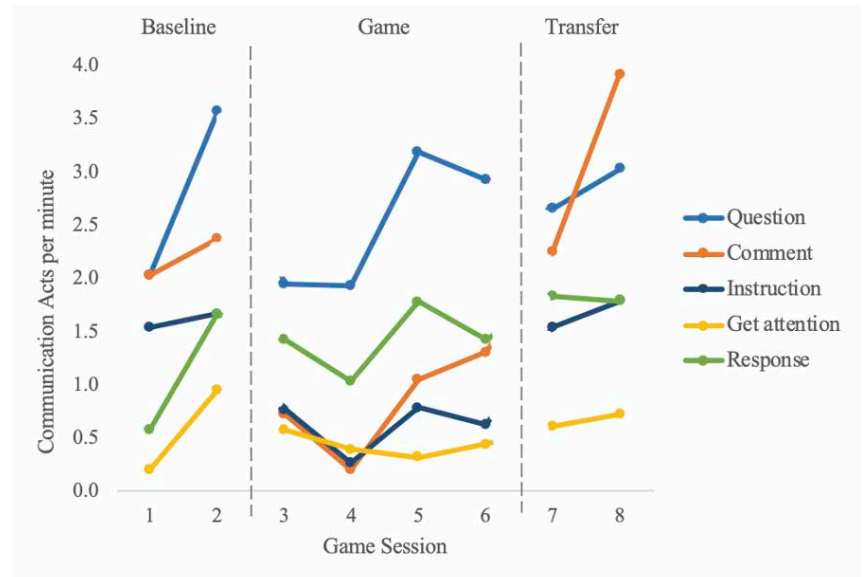 Baseline Game Transfer
4.0
3.5
3.0
2.5
2.0
1.5
1.0
0.5
0.0
Communication Acts per minute
1 2 3 4 5 6 7 8
Game Session
Question
Comment
Instruction
Get attention
Response